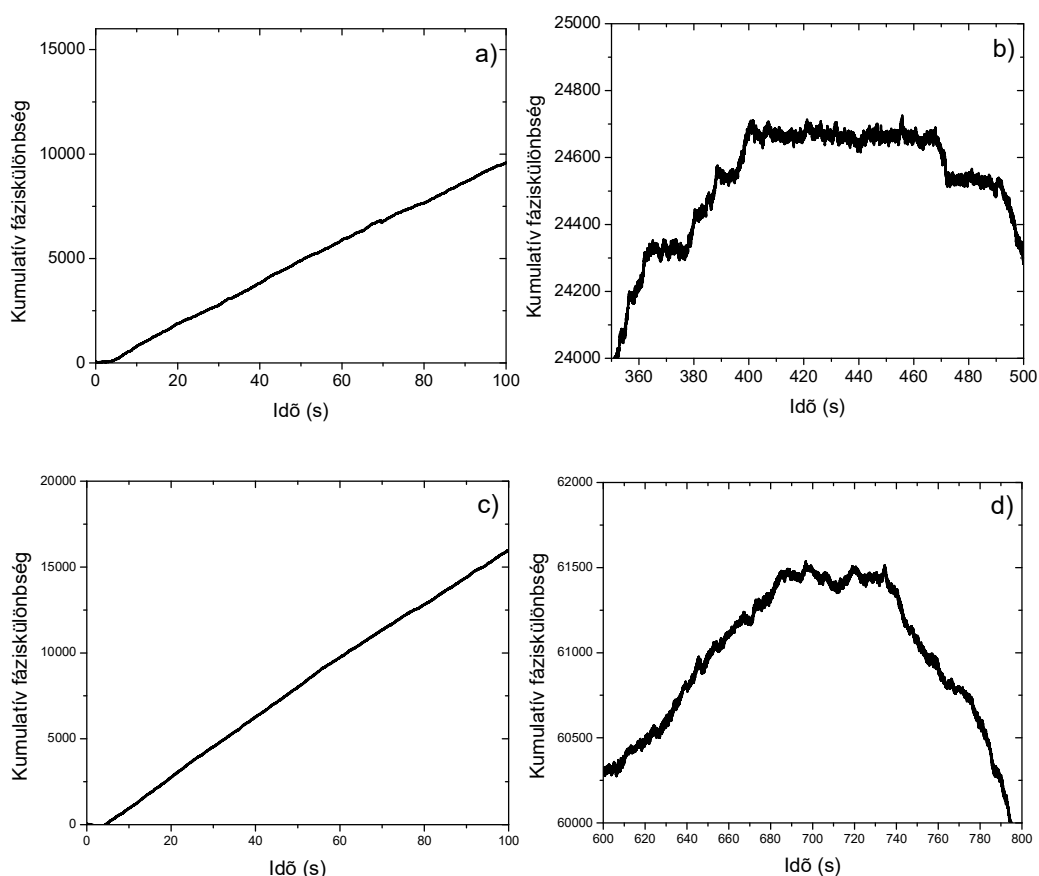 a)
Kumulatív fáziskülönbség
15000
10000
5000
0
0 20 40 60 80 100
Idõ (s)
b)
Kumulatív fáziskülönbség
25000
24800
24600
24400
24200
24000
360 380 400 420 440 460 480 500
Idõ (s)
c)
Kumulatív fáziskülönbség
20000
15000
10000
5000
0
0 20 40 60 80 100
Idõ (s)
d)
Kumulatív fáziskülönbség
62000
61500
61000
60500
60000
600 620 640 660 680 700 720 740 760 780 800
Idõ (s)